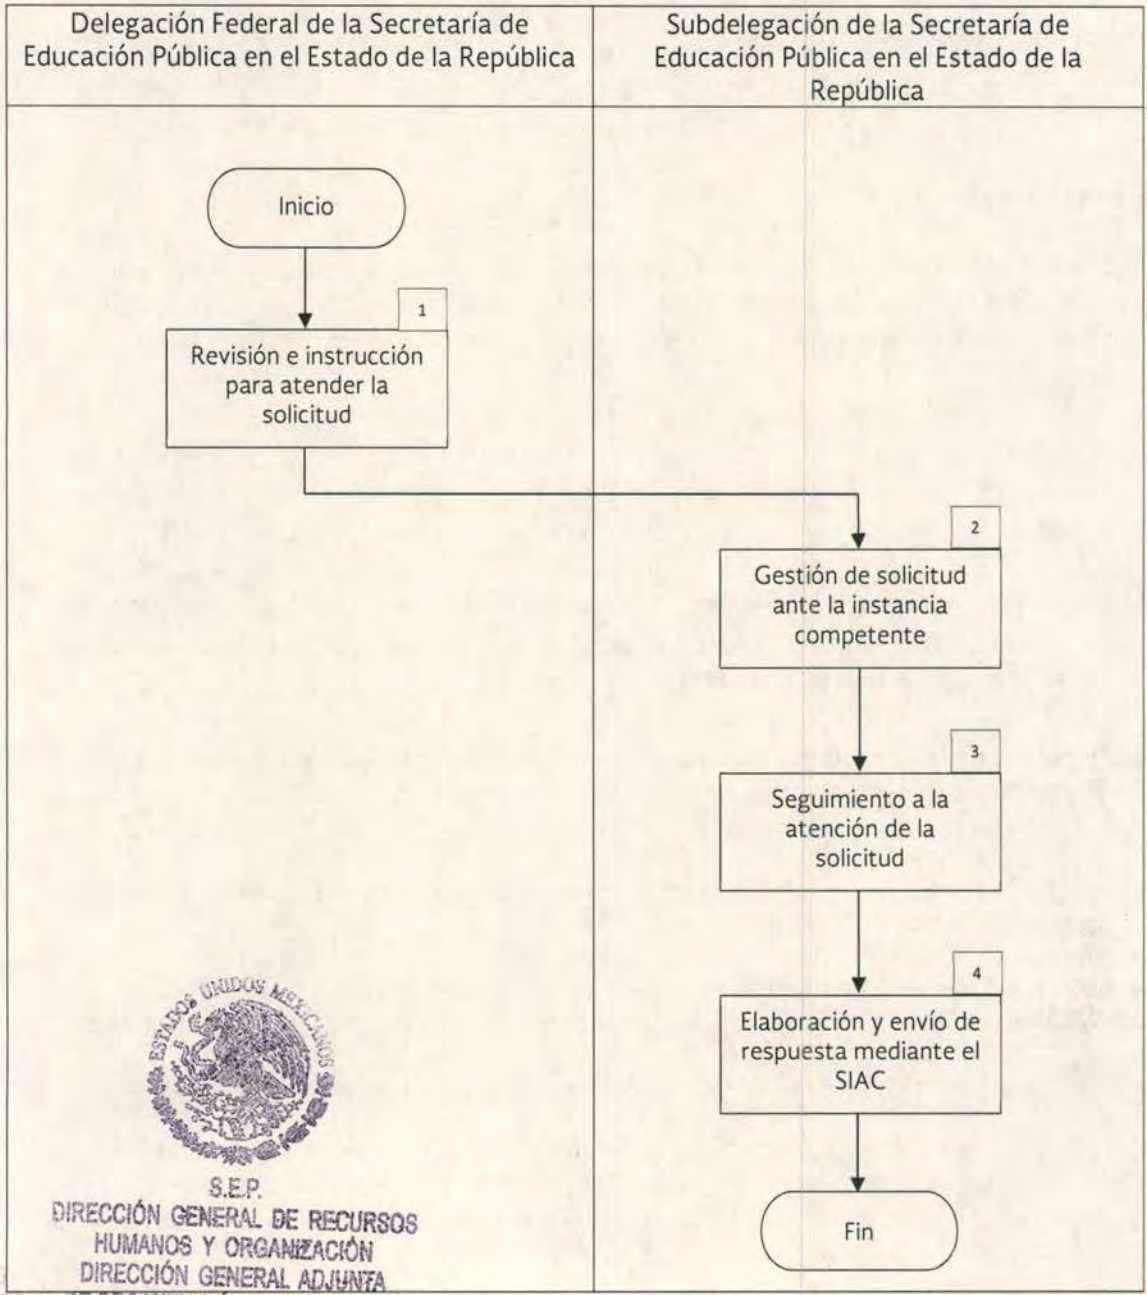 Delegación Federal de la Secretaría de
Educación Pública en el Estado de la República
Subdelegación de la Secretaría de
Educación Pública en el Estado de la
República
Inicio
1
Revisión e instrucción
para atender la
solicitud
2
Gestión de solicitud
ante la instancia
competente
3
Seguimiento a la
atención de la
solicitud
4
Elaboración y envío de
respuesta mediante el
SIAC
Fin
ESTADOS UNIDOS MEXICANOS
S.E.P.
DIRECCIÓN GENERAL DE RECURSOS
HUMANOS Y ORGANIZACIÓN
DIRECCIÓN GENERAL ADJUNTA